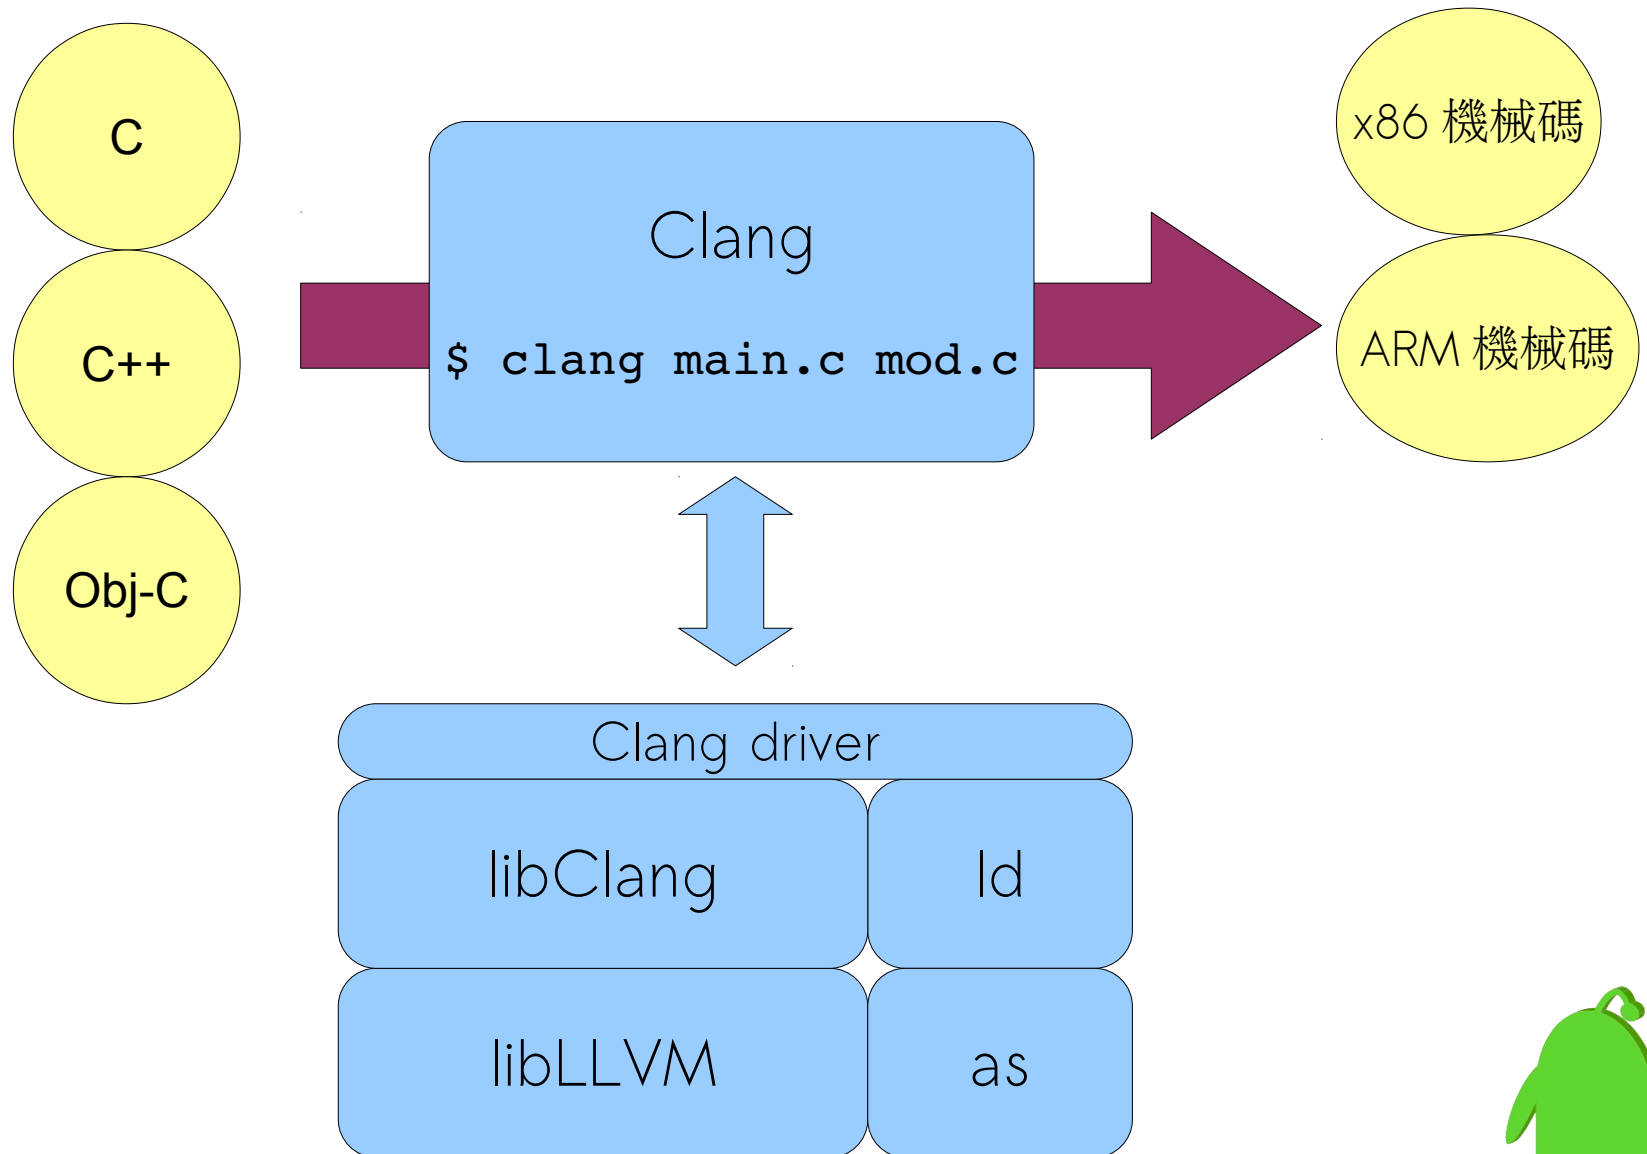 C
C++
Obj-C
Clang
$ clang main.c mod.c
x86 機械碼
ARM 機械碼
Clang driver
libClang
ld
libLLVM
as